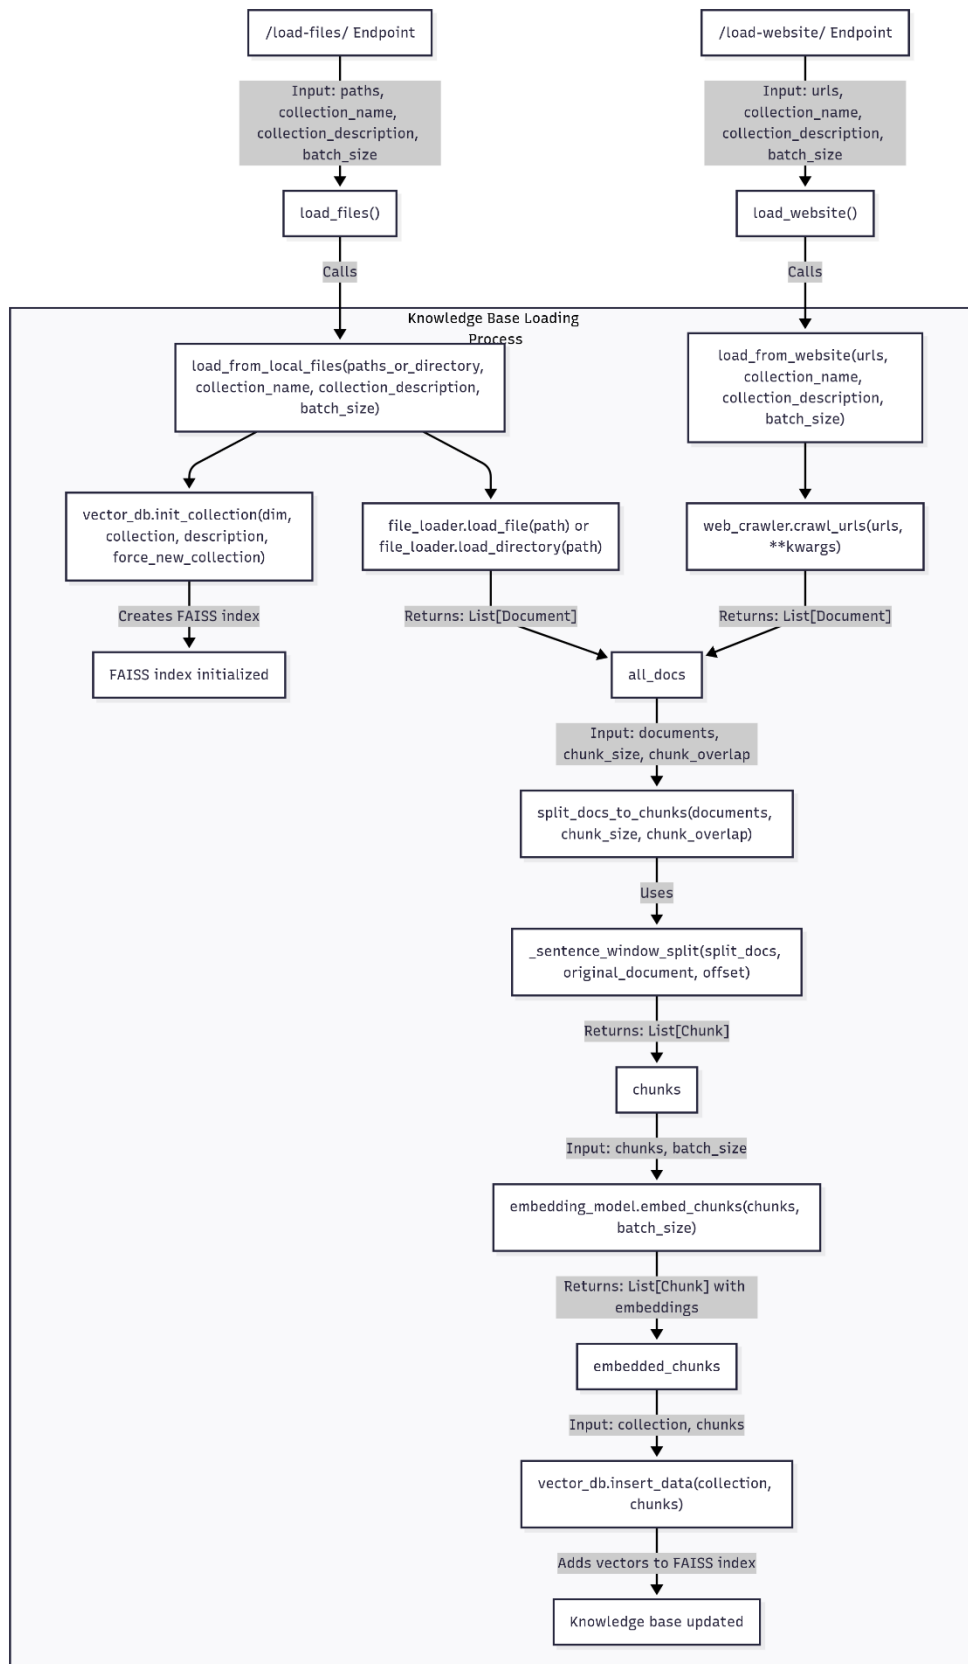 /load-files/ Endpoint
/load-website/ Endpoint
Input: paths,
collection_name,
collection_description,
batch_size
Input: urls,
collection_name,
collection_description,
batch_size
load_files()
load_website()
Calls
Calls
Knowledge Base Loading
Process
load_from_local_files(paths_or_directory,
collection_name, collection_description,
batch_size)
load_from_website(urls,
collection_name,
collection_description,
batch_size)
vector_db.init_collection(dim,
collection, description,
force_new_collection)
file_loader.load_file(path) or
file_loader.load_directory(path)
web_crawler.crawl_urls(urls,
**kwargs)
Creates FAISS index
Returns: List[Document]
Returns: List[Document]
FAISS index initialized
all_docs
Input: documents,
chunk_size, chunk_overlap
split_docs_to_chunks(documents,
chunk_size, chunk_overlap)
Uses
_sentence_window_split(split_docs,
original_document, offset)
Returns: List[Chunk]
chunks
Input: chunks, batch_size
embedding_model.embed_chunks(chunks,
batch_size)
Returns: List[Chunk] with
embeddings
embedded_chunks
Input: collection, chunks
vector_db.insert_data(collection,
chunks)
Adds vectors to FAISS index
Knowledge base updated